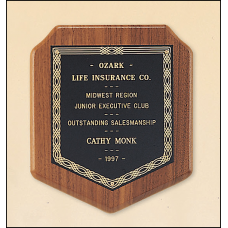 - OZARK -
LIFE INSURANCE CO.
- - -
MIDWEST REGION
JUNIOR EXECUTIVE CLUB
- - -
OUTSTANDING SALESMANSHIP
- - -
CATHY MONK
- 1997 -